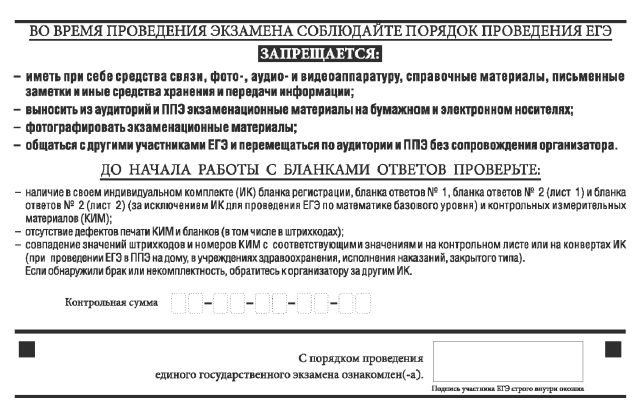 ВО ВРЕМЯ ПРОВЕДЕНИЯ ЭКЗАМЕНА СОБЛЮДАЙТЕ ПОРЯДОК ПРОВЕДЕНИЯ ЕГЭ
ЗАПРЕЩАЕТСЯ:
– иметь при себе средства связи, фото-, аудио- и видеоаппаратуру, справочные материалы, письменные
заметки и иные средства хранения и передачи информации;
– выносить из аудиторий и ППЭ экзаменационные материалы на бумажном и электронном носителях;
– фотографировать экзаменационные материалы;
– общаться с другими участниками ЕГЭ и перемещаться по аудитории и ППЭ без сопровождения организатора.
ДО НАЧАЛА РАБОТЫ С БЛАНКАМИ ОТВЕТОВ ПРОВЕРЬТЕ:
– наличие в своем индивидуальном комплекте (ИК) бланка регистрации, бланка ответов № 1, бланка ответов № 2 (лист 1) и бланка
ответов № 2 (лист 2) (за исключением ИК для проведения ЕГЭ по математике базового уровня) и контрольных измерительных
материалов (КИМ);
– отсутствие дефектов печати КИМ и бланков (в том числе в штрихкодах);
– совпадение значений штрихкодов и номеров КИМ с соответствующими значениями на контрольном листе или на конвертах ИК
(при проведении ЕГЭ в ППЭ на дому, в учреждениях здравоохранения, исполнения наказаний, закрытого типа).
Если обнаружили брак или некомплектность, обратитесь к организатору за другим ИК.
Контрольная сумма – – – –
С порядком проведения
единого государственного экзамена ознакомлен(-а).
Подпись участника ЕГЭ строго внутри окошка